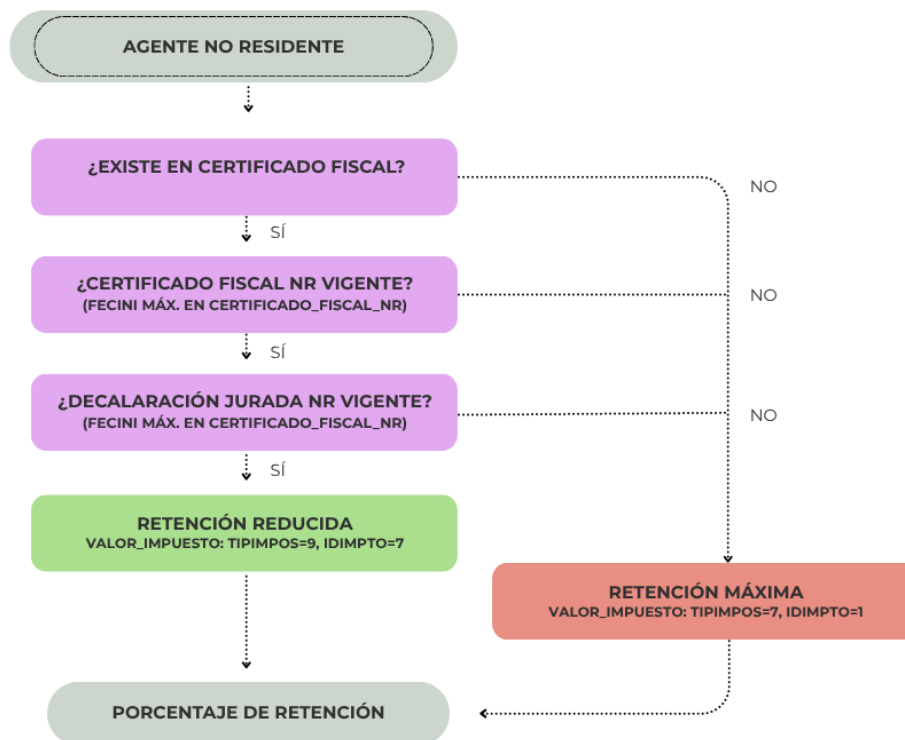 AGENTE NO RESIDENTE
¿EXISTE EN CERTIFICADO FISCAL?
NO
SÍ
¿CERTIFICADO FISCAL NR VIGENTE?
(FECINI MÁX. EN CERTIFICADO_FISCAL_NR)
NO
SÍ
¿DECALARACIÓN JURADA NR VIGENTE?
(FECINI MÁX. EN CERTIFICADO_FISCAL_NR)
NO
SÍ
RETENCIÓN REDUCIDA
VALOR_IMPUESTO: TIPIMPOS=9, IDIMPTO=7
RETENCIÓN MÁXIMA
VALOR_IMPUESTO: TIPIMPOS=7, IDIMPTO=1
PORCENTAJE DE RETENCIÓN